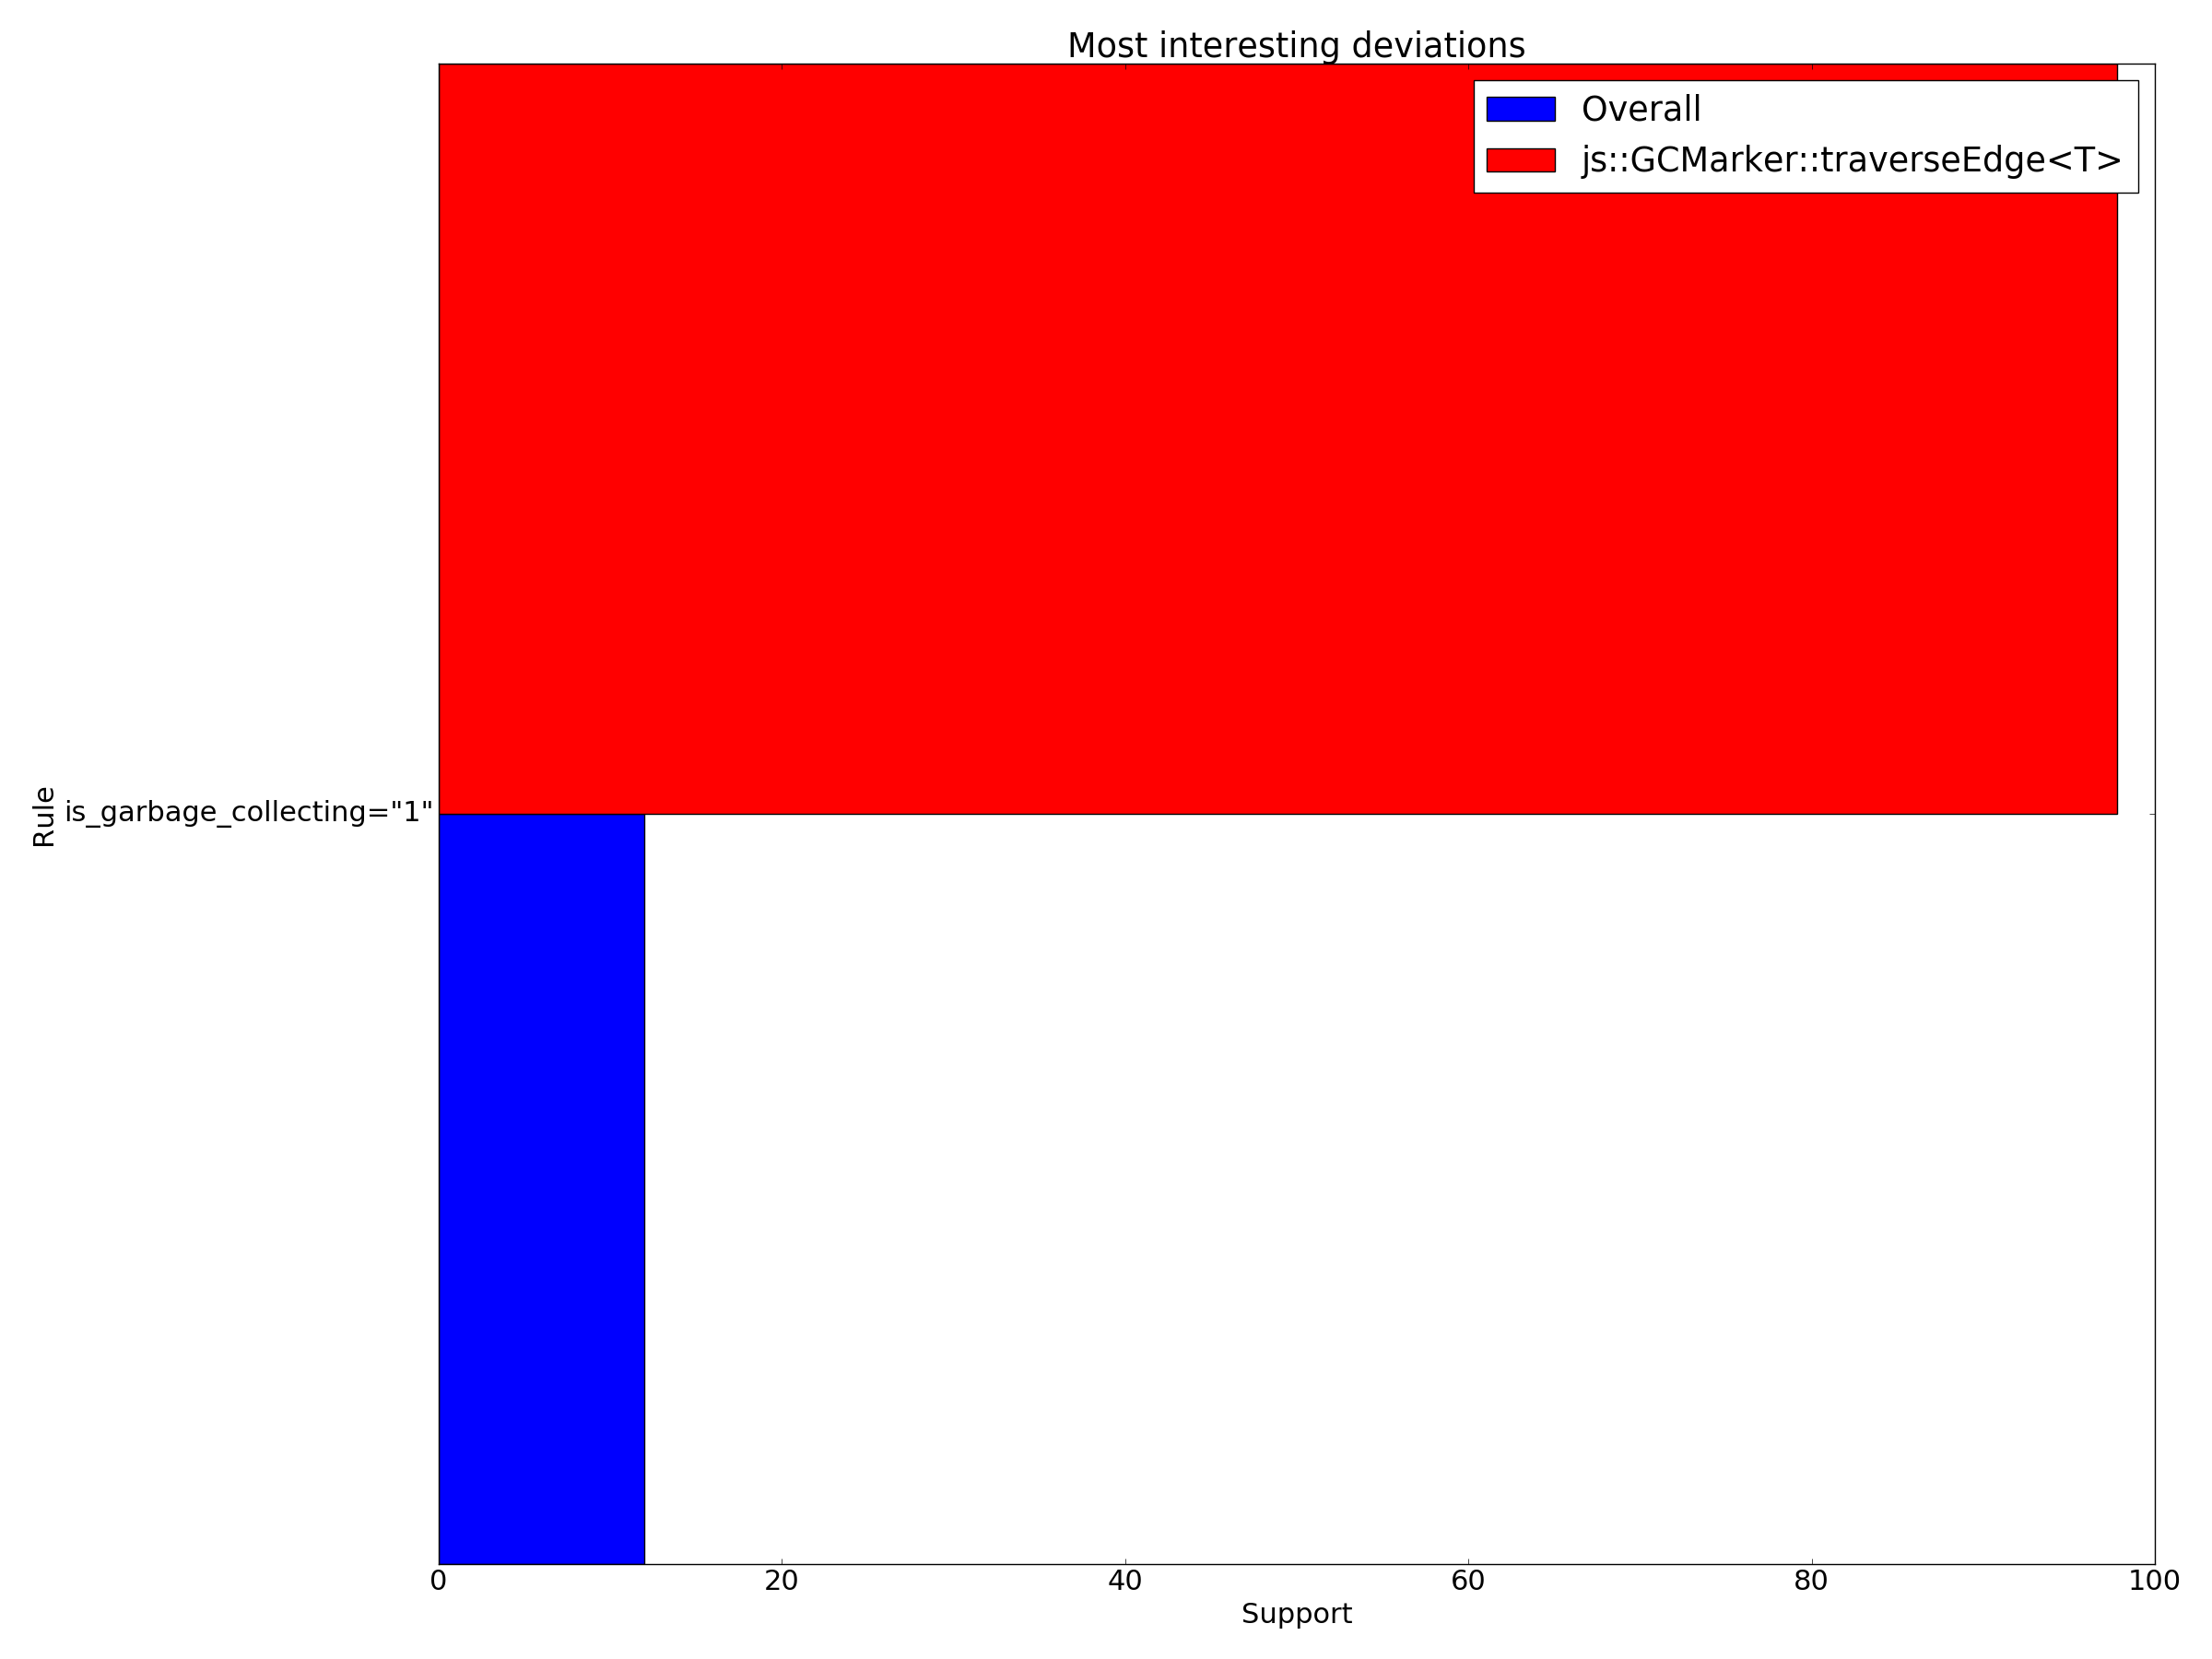 Most interesting deviations
Overall
js::GCMarker::traverseEdge<T>
Rule
is_garbage_collecting="1"
0 20 40 60 80 100
Support